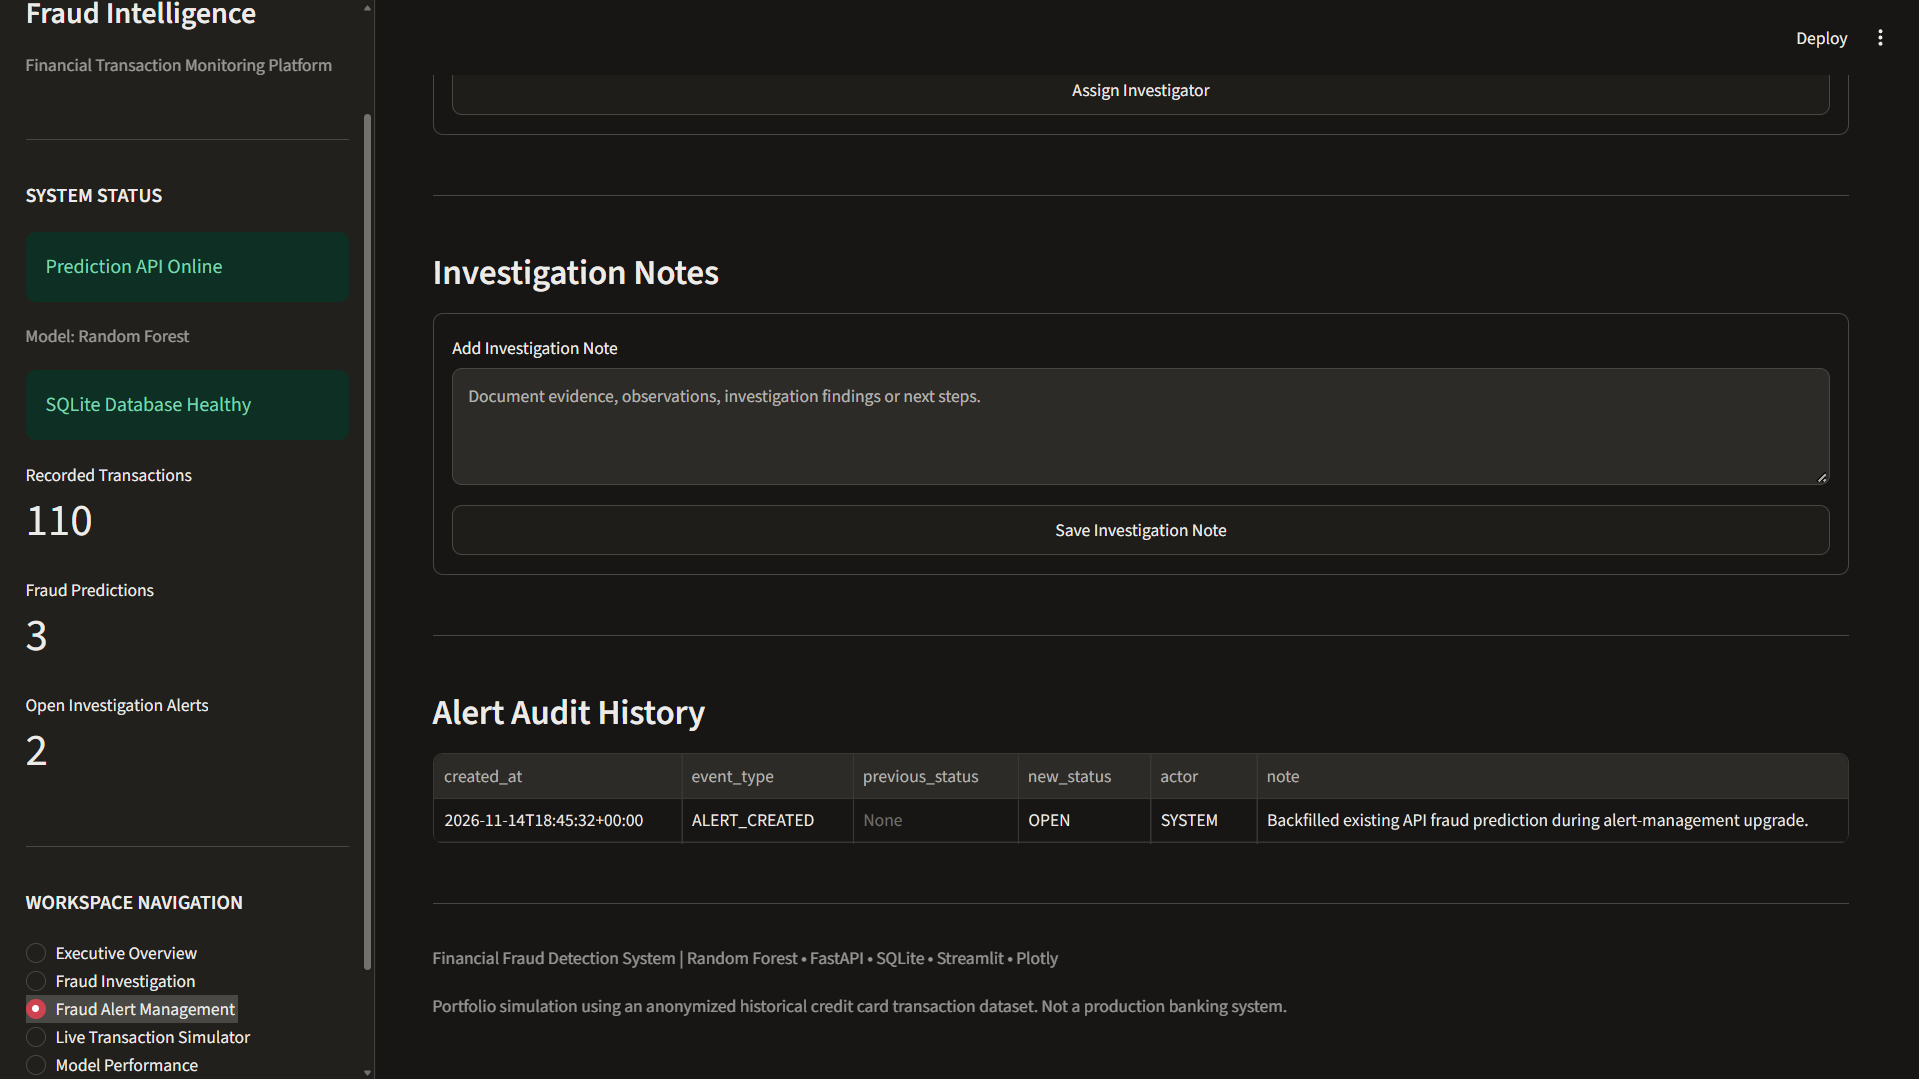 Fraud Intelligence
Financial Transaction Monitoring Platform
SYSTEM STATUS
Prediction API Online
Model: Random Forest
SQLite Database Healthy
Recorded Transactions
110
Fraud Predictions
3
Open Investigation Alerts
2
WORKSPACE NAVIGATION
Executive Overview
Fraud Investigation
Fraud Alert Management
Live Transaction Simulator
Model Performance
Deploy
Assign Investigator
Investigation Notes
Add Investigation Note
Document evidence, observations, investigation findings or next steps.
Save Investigation Note
Alert Audit History
created_at event_type previous_status new_status actor note
2026-11-14T18:45:32+00:00 ALERT_CREATED None OPEN SYSTEM Backfilled existing API fraud prediction during alert-management upgrade.
Financial Fraud Detection System | Random Forest • FastAPI • SQLite • Streamlit • Plotly
Portfolio simulation using an anonymized historical credit card transaction dataset. Not a production banking system.